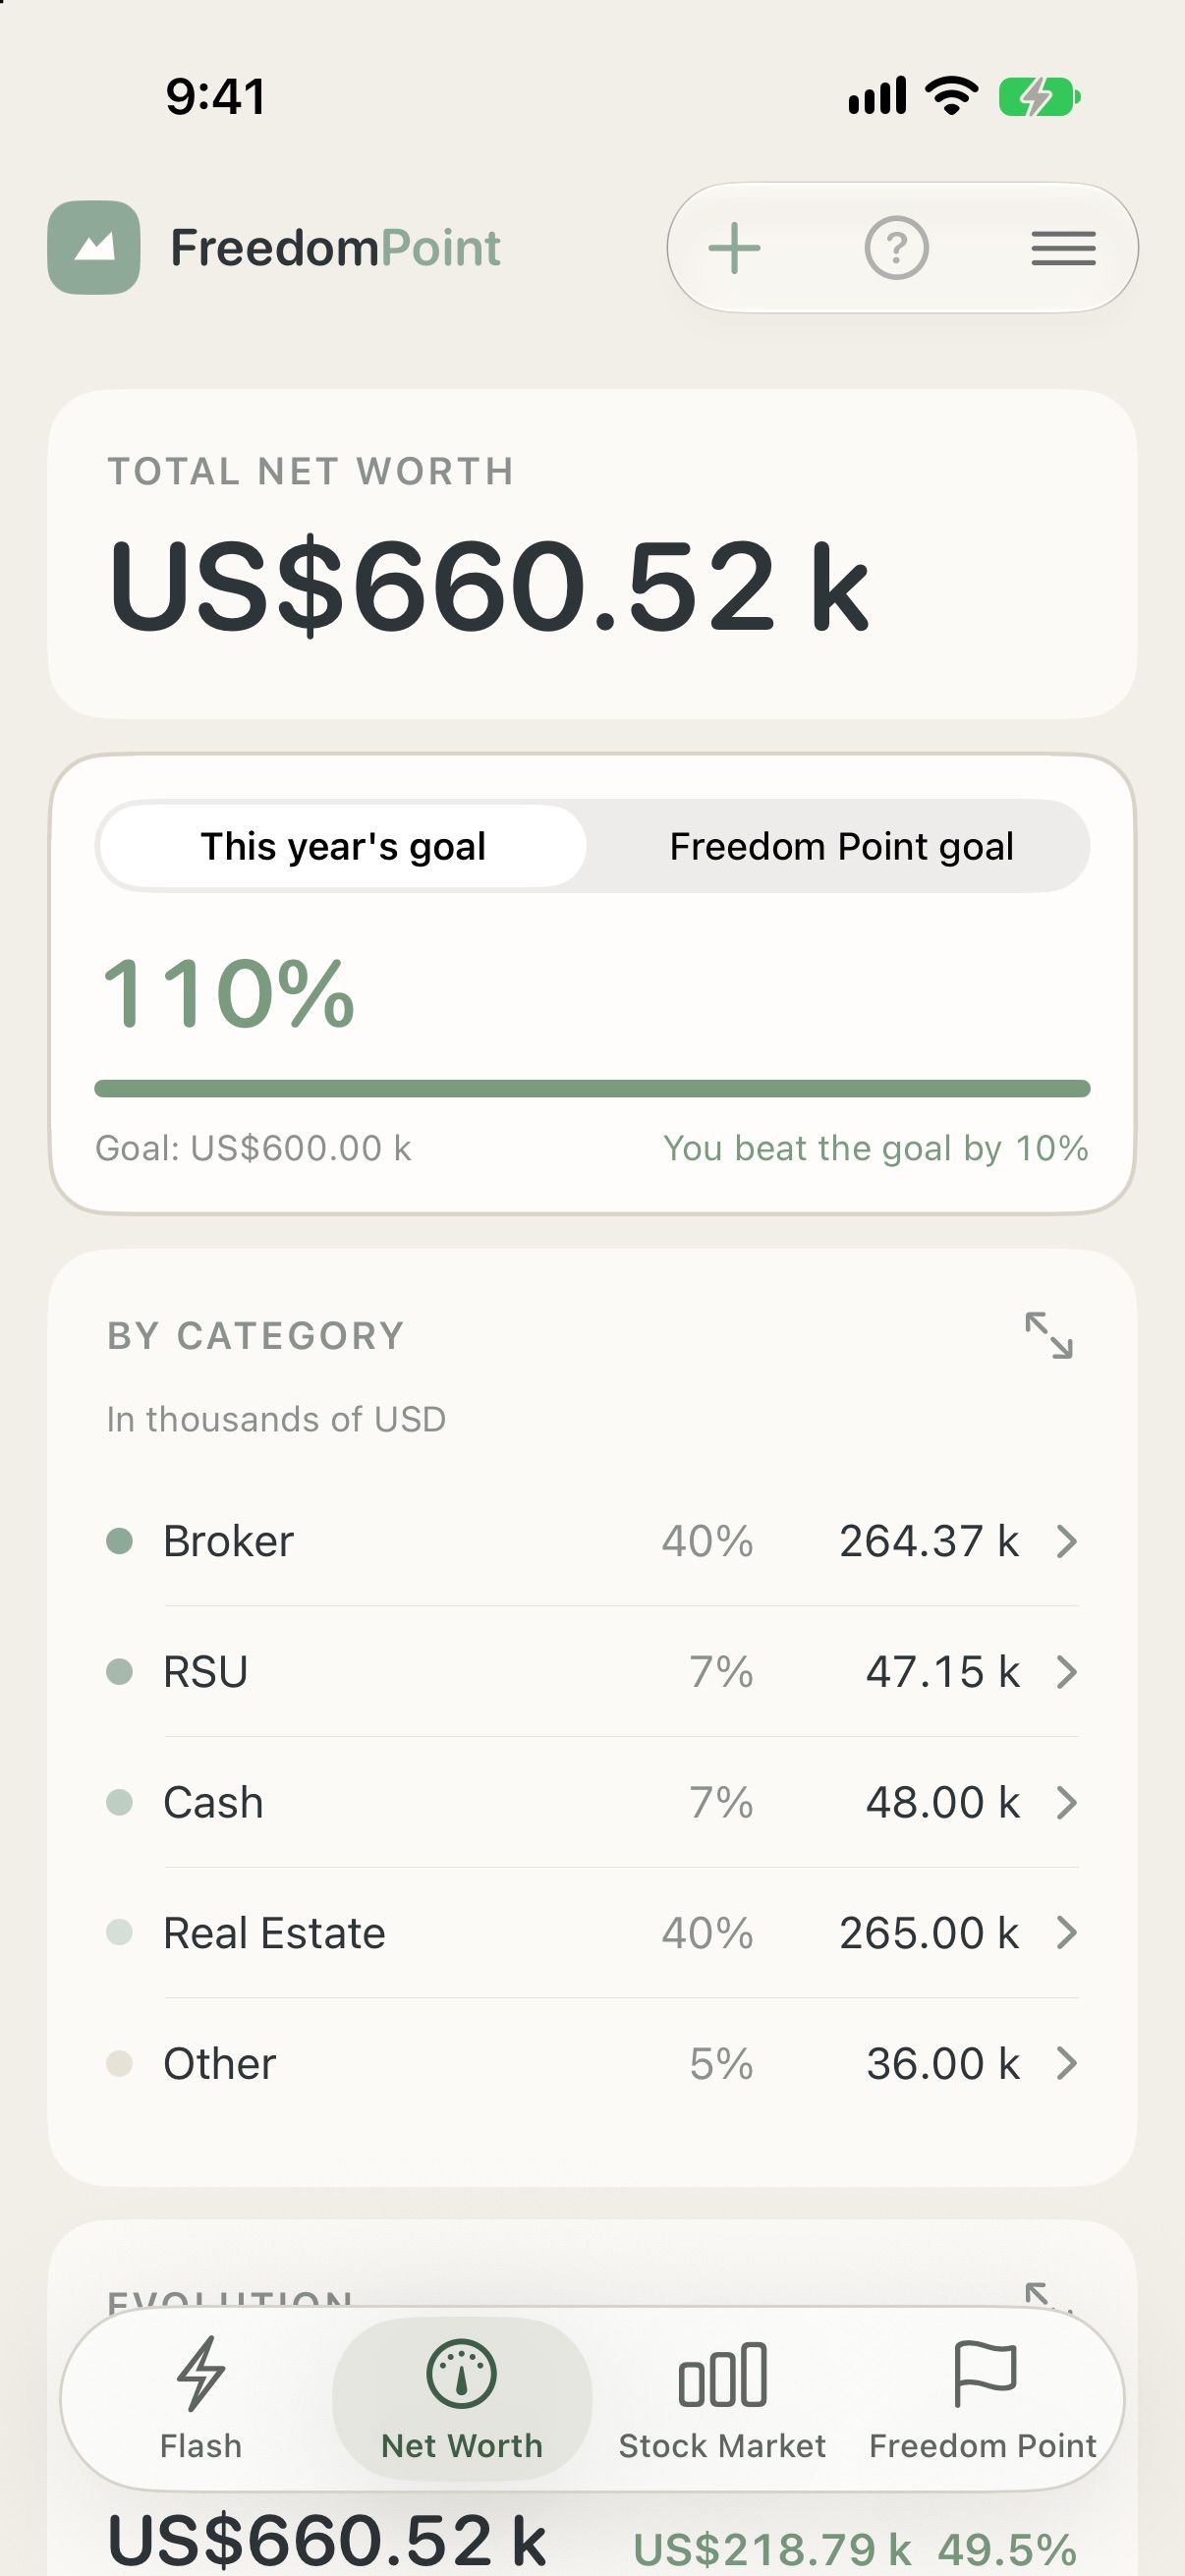 9:41
FreedomPoint
TOTAL NET WORTH
US$660.52 k
This year's goal Freedom Point goal
110%
Goal: US$600.00 k You beat the goal by 10%
BY CATEGORY
In thousands of USD
Broker 40% 264.37 k
RSU 7% 47.15 k
Cash 7% 48.00 k
Real Estate 40% 265.00 k
Other 5% 36.00 k
EVOLUTION
Flash Net Worth Stock Market Freedom Point
US$660.52 k US$218.79 k 49.5%